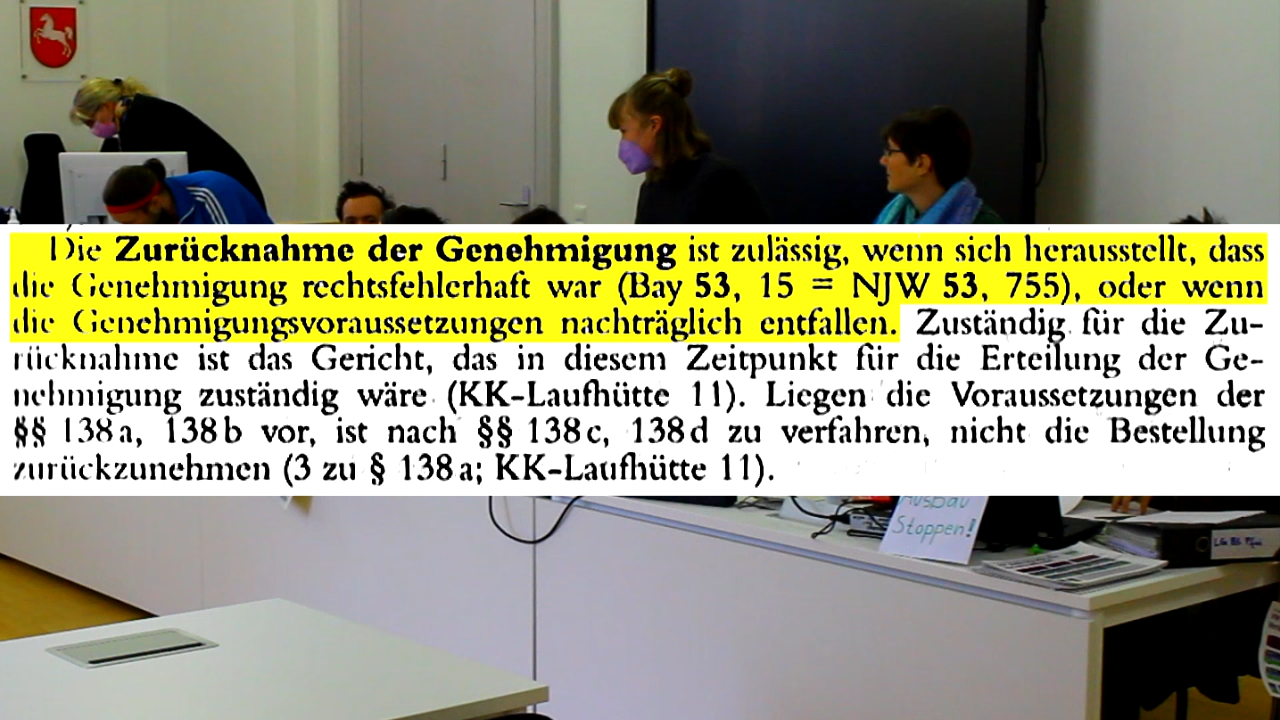 Die Zurücknahme der Genehmigung ist zulässig, wenn sich herausstellt, dass
die Genehmigung rechtsfehlerhaft war (Bay 53, 15 = NJW 53, 755), oder wenn
die Genehmigungsvoraussetzungen nachträglich entfallen. Zuständig für die Zu-
rücknahme ist das Gericht, das in diesem Zeitpunkt für die Erteilung der Ge-
nehmigung zuständig wäre (KK-Laufhütte 11). Liegen die Voraussetzungen der
§§ 138a, 138b vor, ist nach §§ 138c, 138d zu verfahren, nicht die Bestellung
zurückzunehmen (3 zu § 138a; KK-Laufhütte 11).
Ausbau
Stoppen!